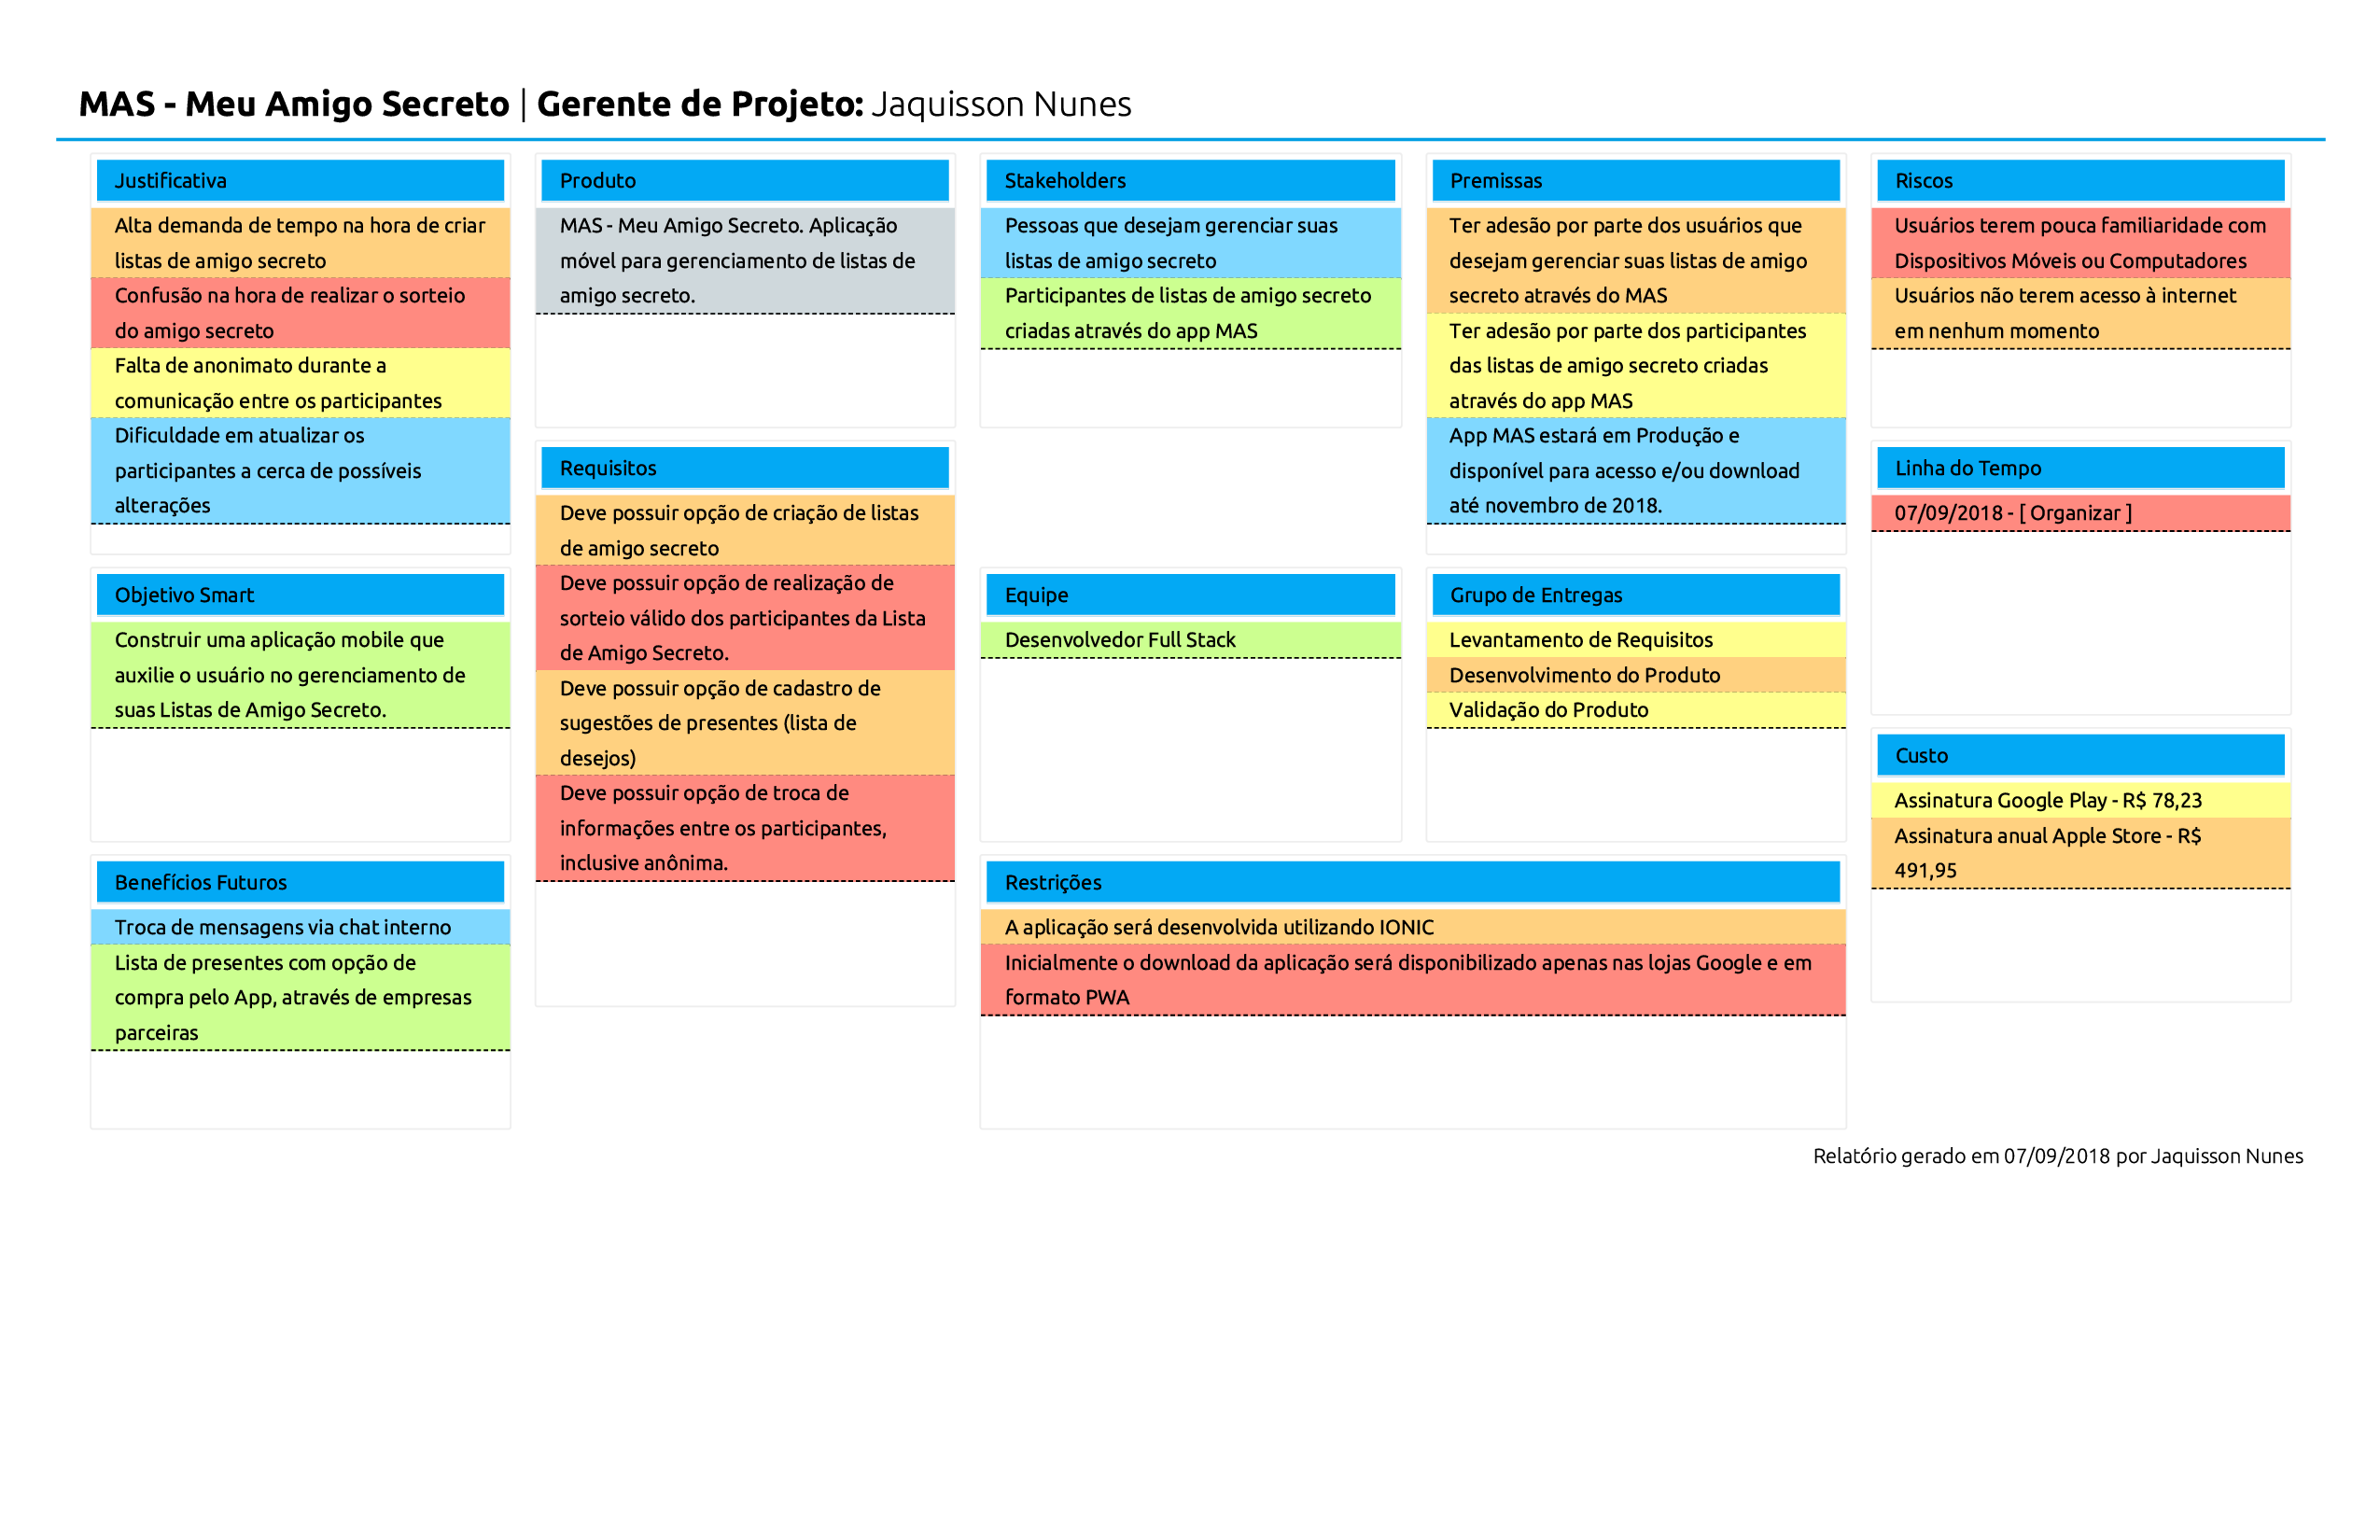 MAS - Meu Amigo Secreto | Gerente de Projeto: Jaquisson Nunes
Justificativa
Alta demanda de tempo na hora de criar
listas de amigo secreto
Confusão na hora de realizar o sorteio
do amigo secreto
Falta de anonimato durante a
comunicação entre os participantes
Dificuldade em atualizar os
participantes a cerca de possíveis
alterações
Objetivo Smart
Construir uma aplicação mobile que
auxilie o usuário no gerenciamento de
suas Listas de Amigo Secreto.
Benefícios Futuros
Troca de mensagens via chat interno
Lista de presentes com opção de
compra pelo App, através de empresas
parceiras
Produto
MAS - Meu Amigo Secreto. Aplicação
móvel para gerenciamento de listas de
amigo secreto.
Requisitos
Deve possuir opção de criação de listas
de amigo secreto
Deve possuir opção de realização de
sorteio válido dos participantes da Lista
de Amigo Secreto.
Deve possuir opção de cadastro de
sugestões de presentes (lista de
desejos)
Deve possuir opção de troca de
informações entre os participantes,
inclusive anônima.
Stakeholders
Pessoas que desejam gerenciar suas
listas de amigo secreto
Participantes de listas de amigo secreto
criadas através do app MAS
Equipe
Desenvolvedor Full Stack
Premissas
Ter adesão por parte dos usuários que
desejam gerenciar suas listas de amigo
secreto através do MAS
Ter adesão por parte dos participantes
das listas de amigo secreto criadas
através do app MAS
App MAS estará em Produção e
disponível para acesso e/ou download
até novembro de 2018.
Grupo de Entregas
Levantamento de Requisitos
Desenvolvimento do Produto
Validação do Produto
Restrições
A aplicação será desenvolvida utilizando IONIC
Inicialmente o download da aplicação será disponibilizado apenas nas lojas Google e em
formato PWA
Riscos
Usuários terem pouca familiaridade com
Dispositivos Móveis ou Computadores
Usuários não terem acesso à internet
em nenhum momento
Linha do Tempo
07/09/2018 - [ Organizar ]
Custo
Assinatura Google Play - R$ 78,23
Assinatura anual Apple Store - R$
491,95
Relatório gerado em 07/09/2018 por Jaquisson Nunes